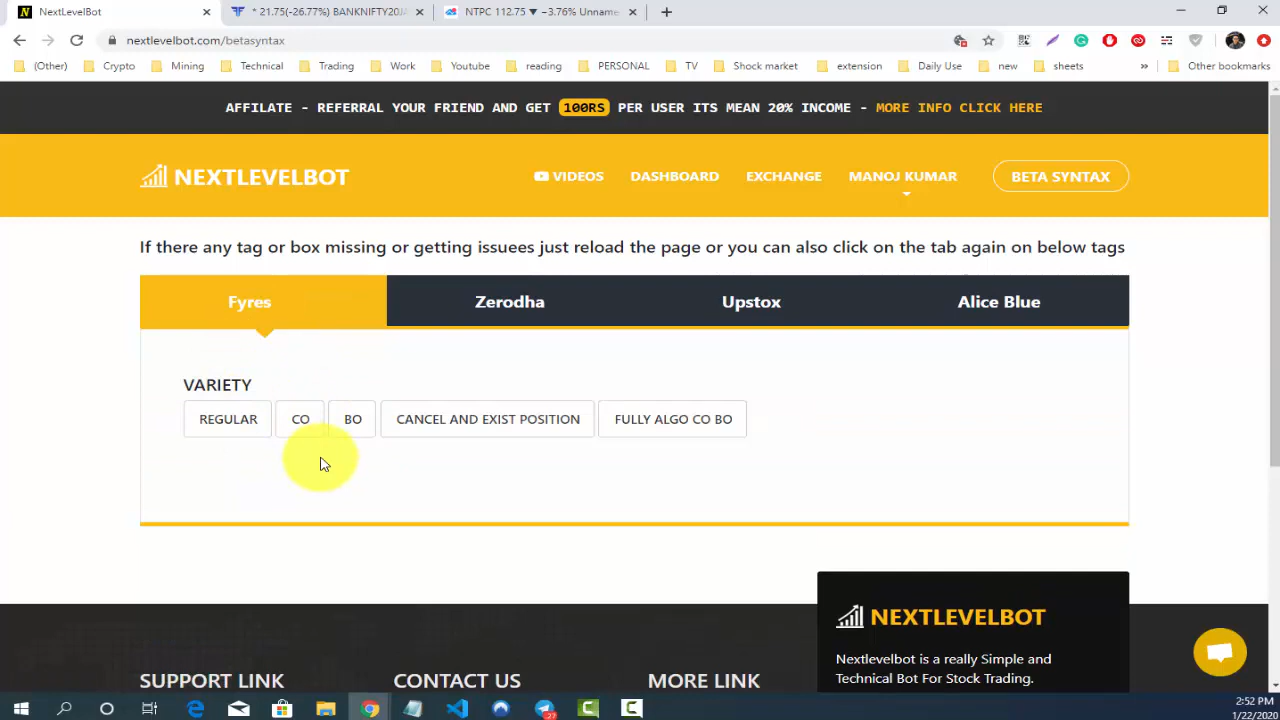 NextLevelBot
* 21.75(-26.77%) BANKNIFTY20JA
NTPC 112.75 ▼ −3.76% Unname
nextlevelbot.com/betasyntax
(Other) Crypto Mining Technical Trading Work Youtube reading PERSONAL TV Shock market extension Daily Use new sheets » Other bookmarks
AFFILATE - REFERRAL YOUR FRIEND AND GET 100RS PER USER ITS MEAN 20% INCOME - MORE INFO CLICK HERE
NEXTLEVELBOT
VIDEOS DASHBOARD EXCHANGE MANOJ KUMAR BETA SYNTAX
If there any tag or box missing or getting issuees just reload the page or you can also click on the tab again on below tags
Fyres Zerodha Upstox Alice Blue
VARIETY
REGULAR CO BO CANCEL AND EXIST POSITION FULLY ALGO CO BO
NEXTLEVELBOT
Nextlevelbot is a really Simple and
Technical Bot For Stock Trading.
SUPPORT LINK CONTACT US MORE LINK
27
2:52 PM
1/22/2020